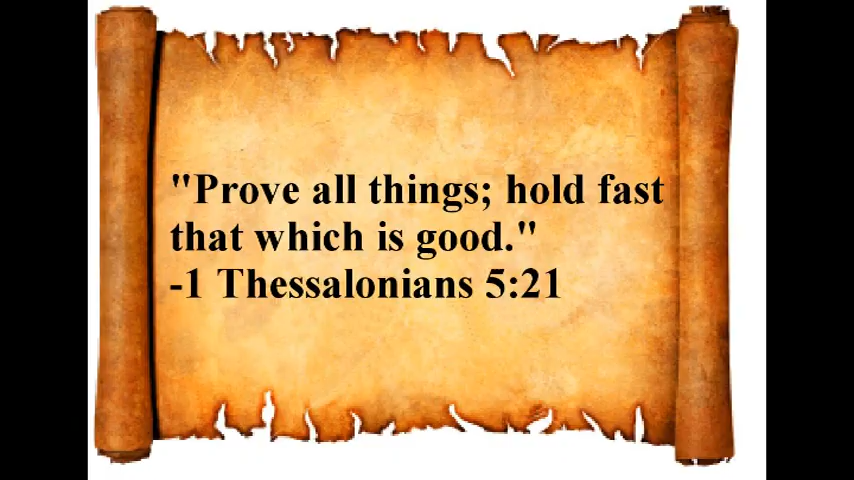 "Prove all things; hold fast
that which is good."
-1 Thessalonians 5:21